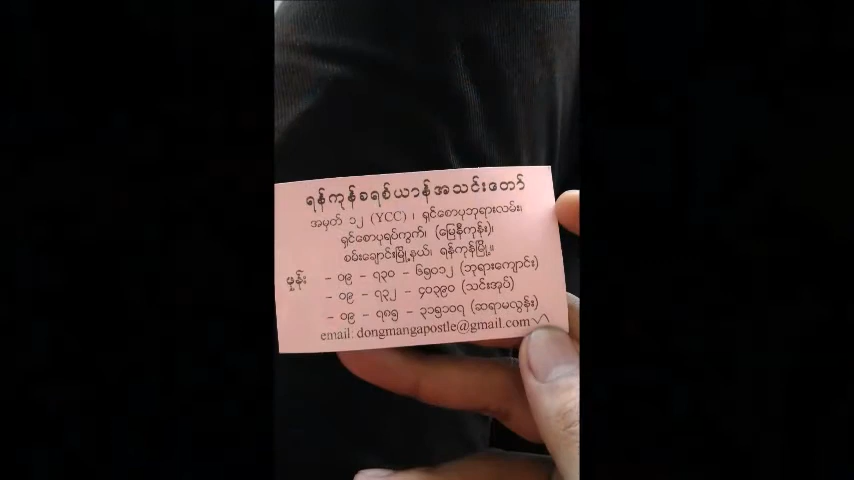 ရန်ကုန်ခရစ်ယာန်အသင်းတော်
အမှတ် ၁၂ (YCC) ၊ ရှင်စောပုဘုရားလမ်း၊
ရှင်စောပုရပ်ကွက်၊ (မြေနီကုန်း)၊
စမ်းချောင်းမြို့နယ်၊ ရန်ကုန်မြို့။
ဖုန်း - ၀၉ - ၇၃၀ - ၆၅၀၁၂ (ဘုရားကျောင်း)
- ၀၉ - ၇၃၂ - ၄၀၃၉၀ (သင်းအုပ်)
- ၀၉ - ၇၈၅ - ၃၁၅၁၀၇ (ဆရာမလွန်း)
email: dongmangapostle@gmail.com